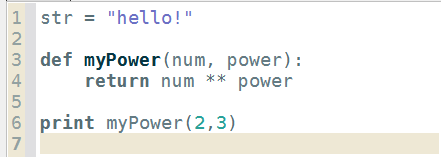 1 str = "hello!"
2
3 def myPower(num, power):
4     return num ** power
5
6 print myPower(2,3)
7